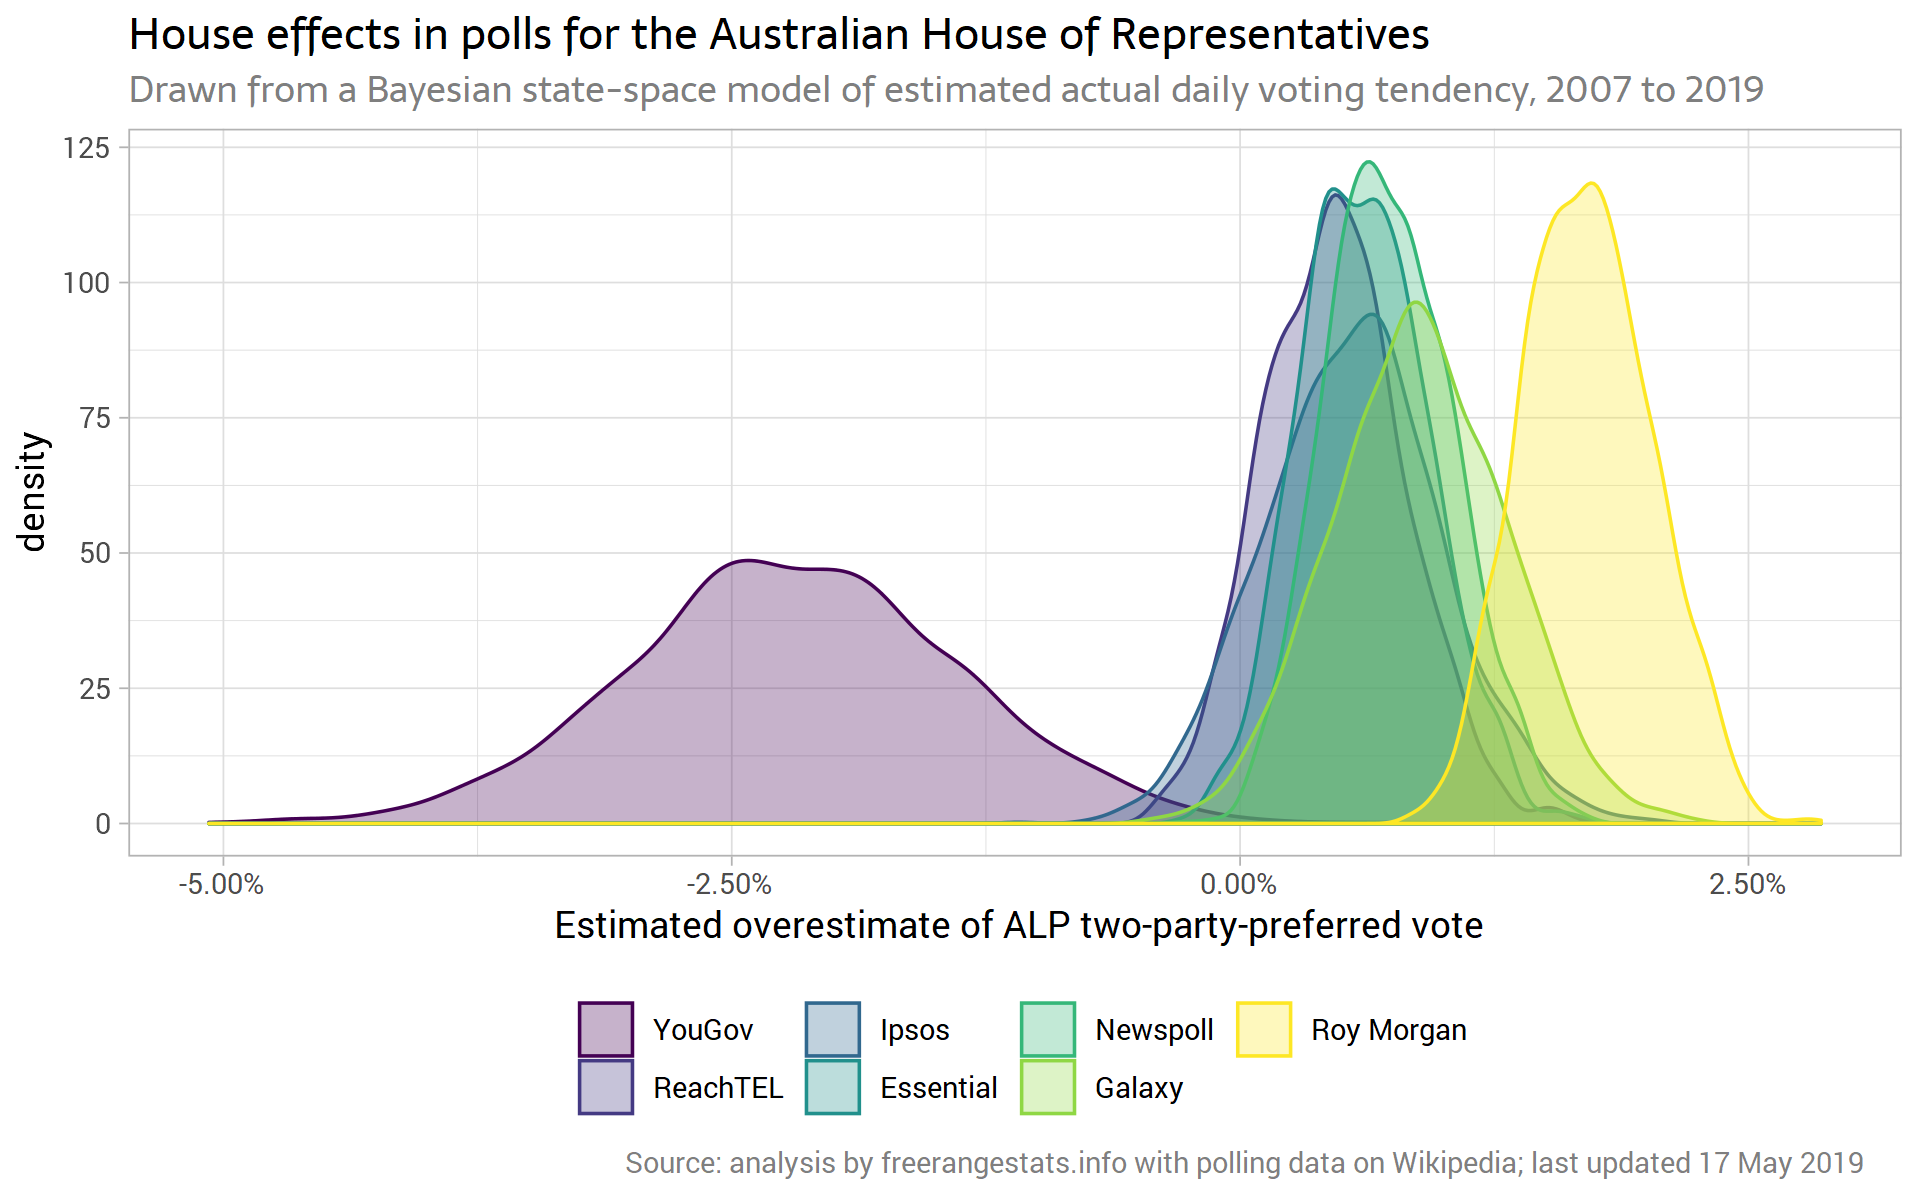 House effects in polls for the Australian House of Representatives
Drawn from a Bayesian state-space model of estimated actual daily voting tendency, 2007 to 2019
125
100
75
50
25
0
density
-5.00%
-2.50%
0.00%
2.50%
Estimated overestimate of ALP two-party-preferred vote
YouGov
Ipsos
Newspoll
Roy Morgan
ReachTEL
Essential
Galaxy
Source: analysis by freerangestats.info with polling data on Wikipedia; last updated 17 May 2019